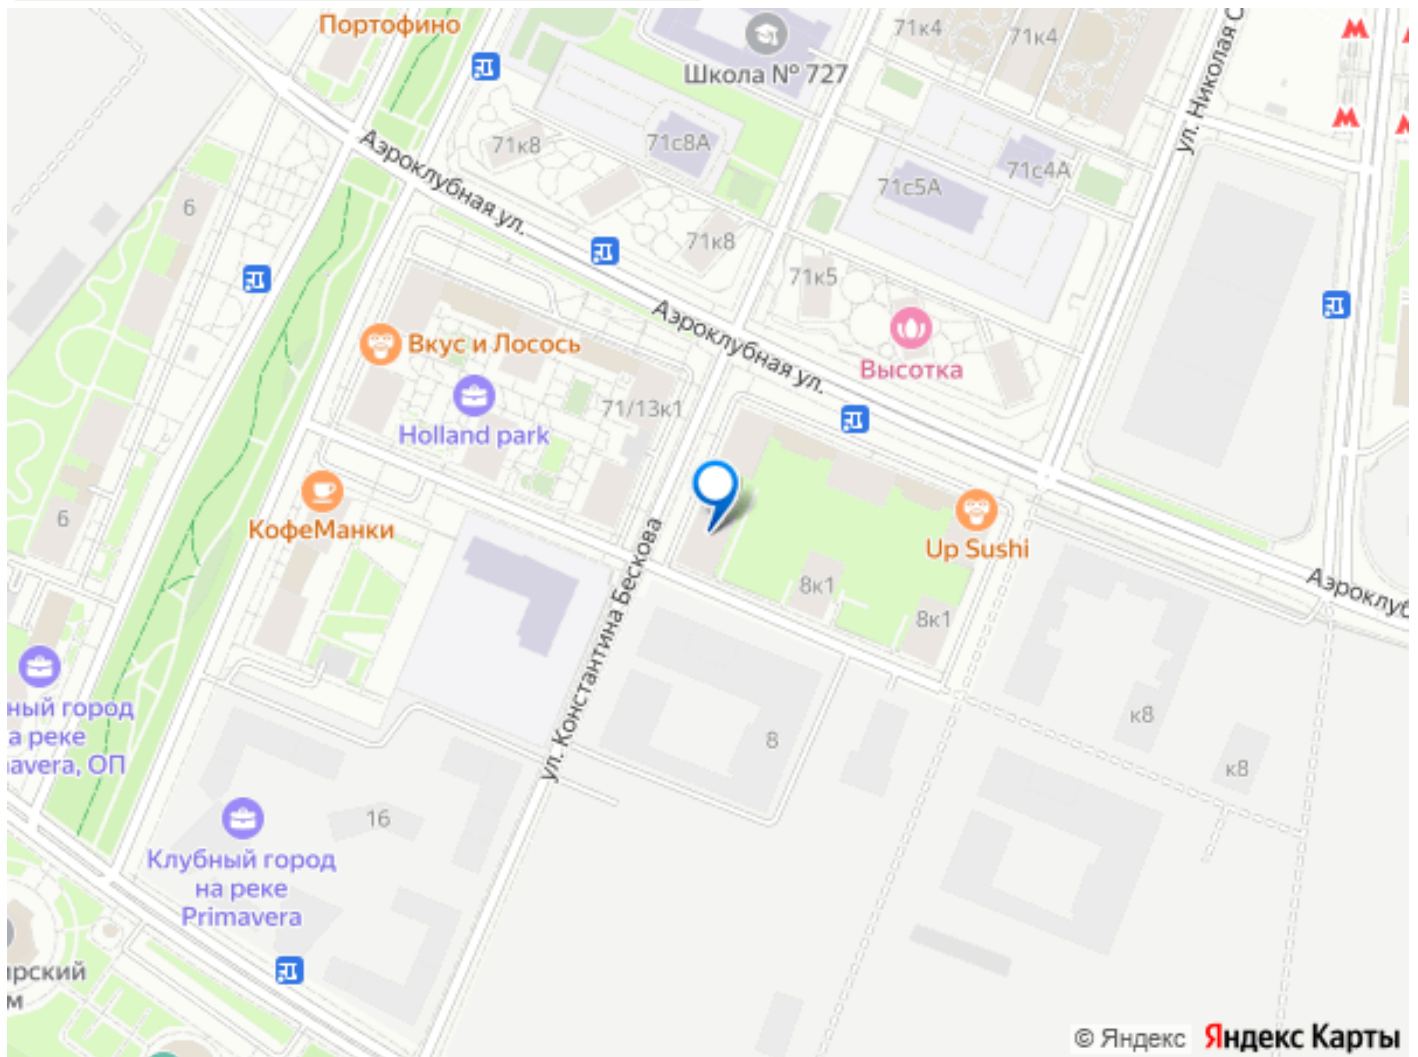 Портофино
Школа № 727
71к4
71к4
ул. Николая С
71к8
71с8А
71с4А
71с5А
Аэроклубная ул.
6
71к8
71к5
Аэроклубная ул.
Высотка
Вкус и Лосось
71/13к1
Holland park
6
КофеМанки
ул. Константина Бескова
Up Sushi
8к1
8к1
Аэроклуб
ный город
а реке
avera, ОП
к8
8
к8
16
Клубный город
на реке
Primavera
ирский
м
© Яндекс Яндекс Карты